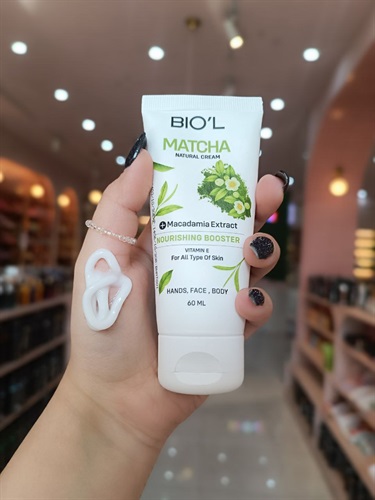 BIO'L
MATCHA
NATURAL CREAM
+Macadamia Extract
NOURISHING BOOSTER
VITAMIN E
For All Type Of Skin
HANDS, FACE, BODY
60 ML